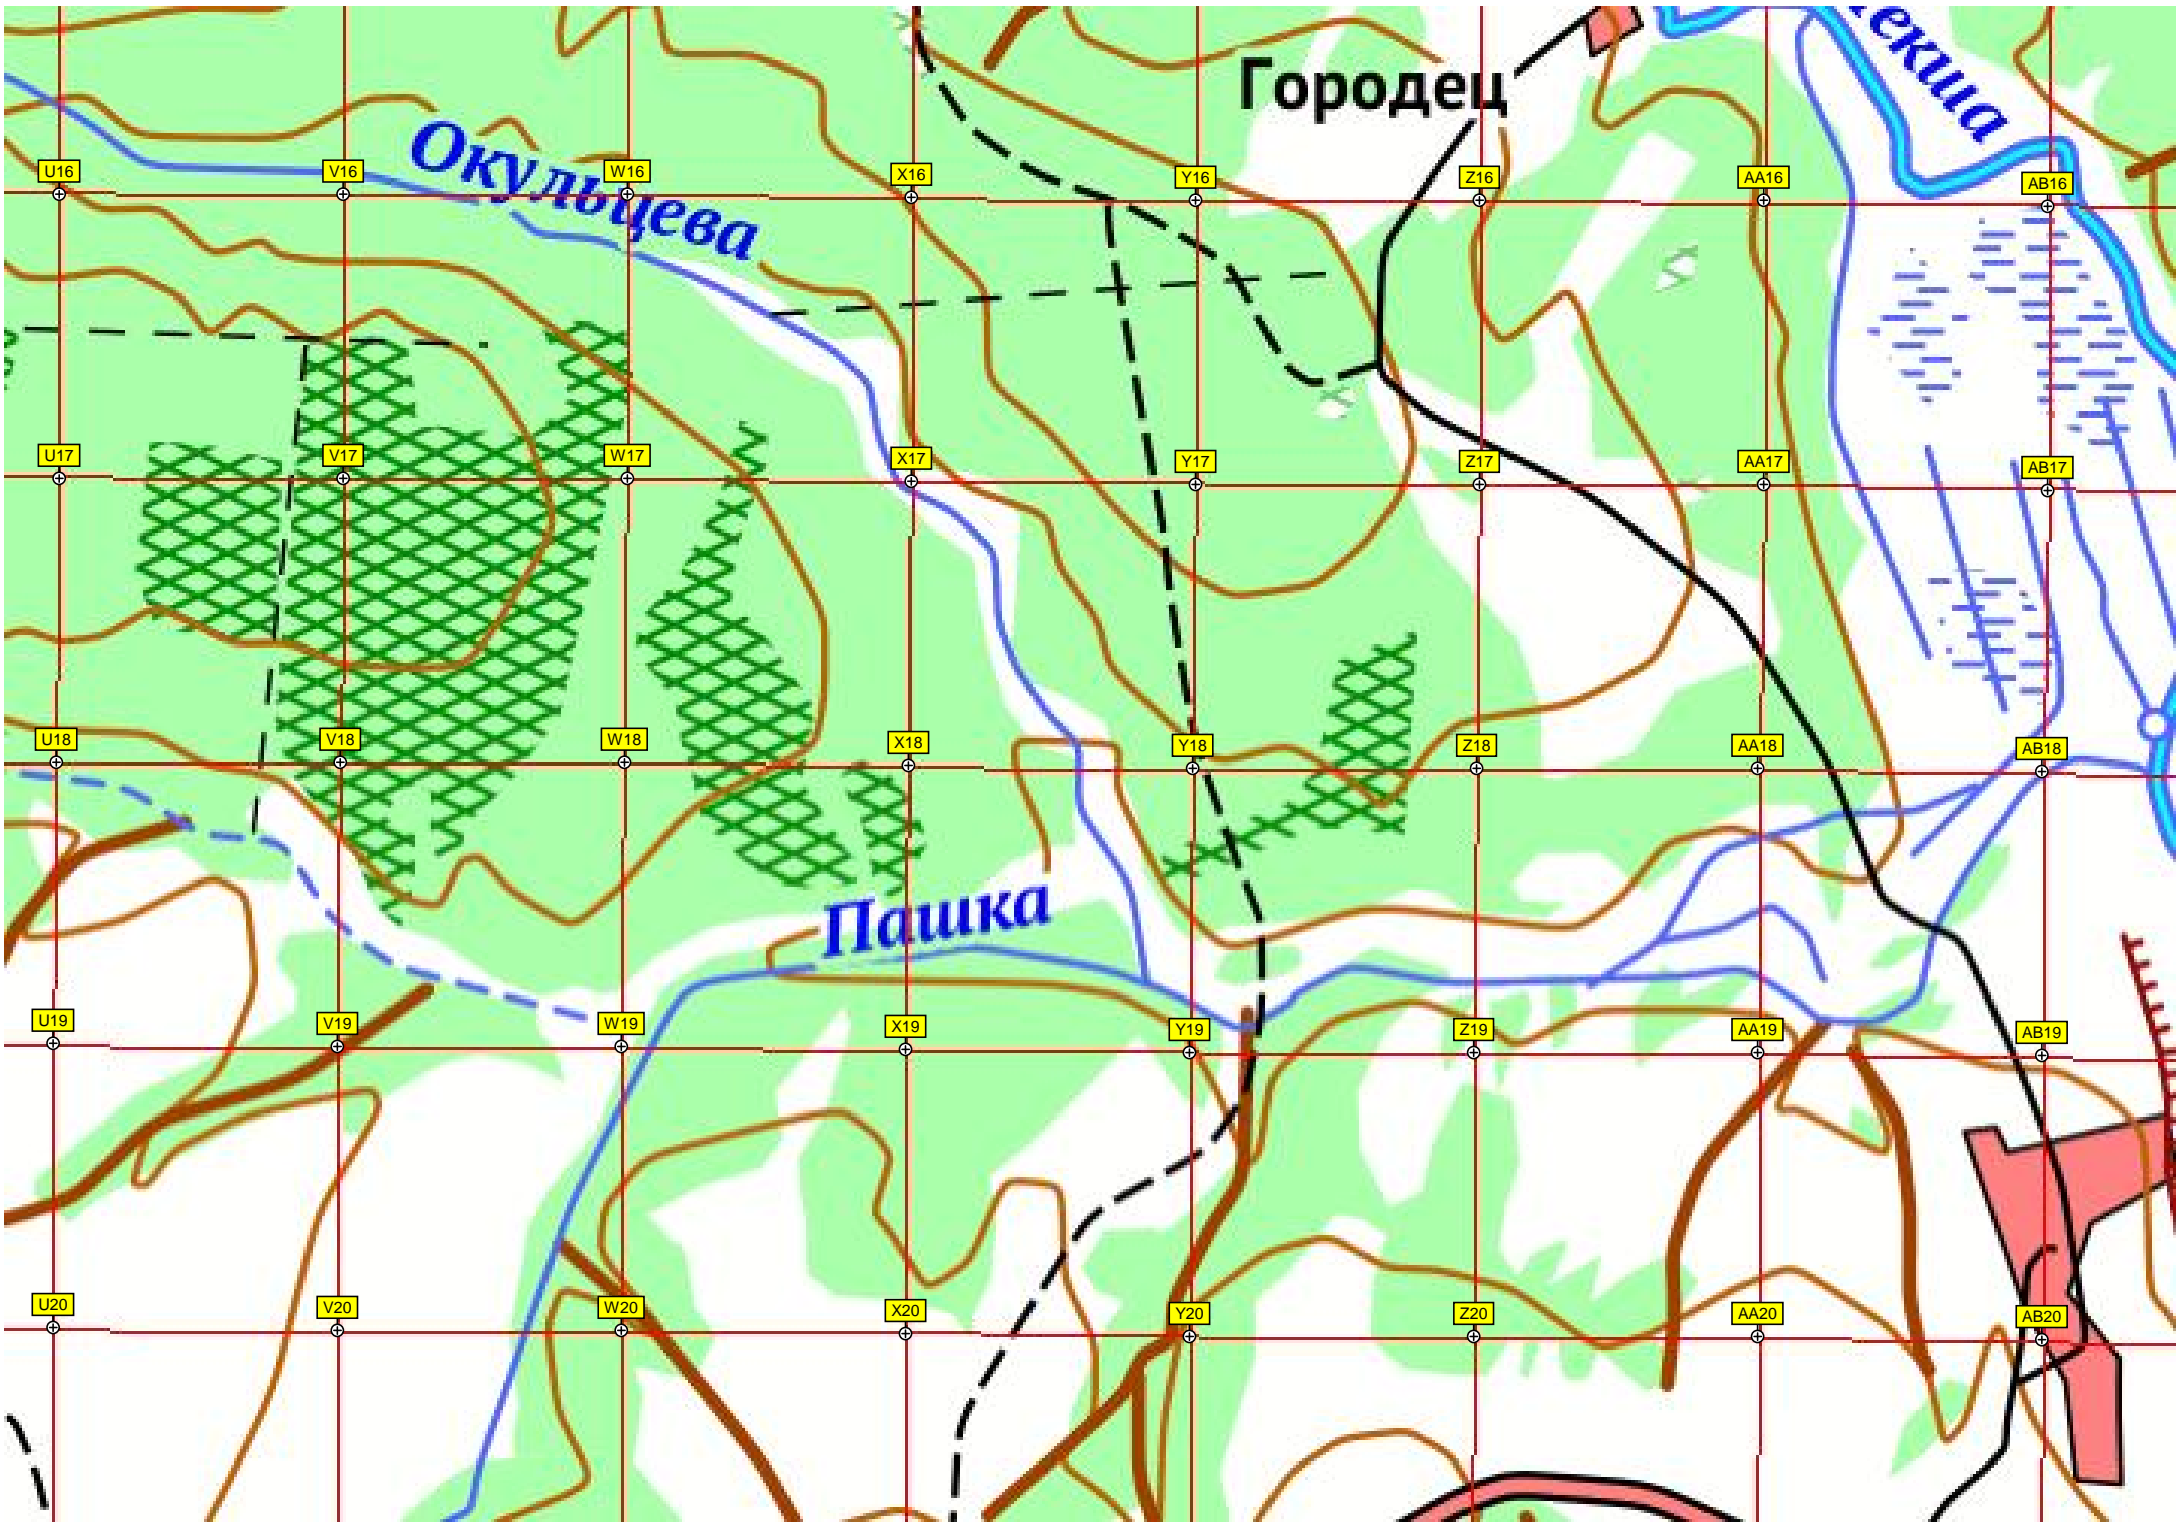 екша
Городец
Окульцева
U16 V16 W16 X16 Y16 Z16 AA16 AB16
U17 V17 W17 X17 Y17 Z17 AA17 AB17
U18 V18 W18 X18 Y18 Z18 AA18 AB18
Пашка
U19 V19 W19 X19 Y19 Z19 AA19 AB19
U20 V20 W20 X20 Y20 Z20 AA20 AB20